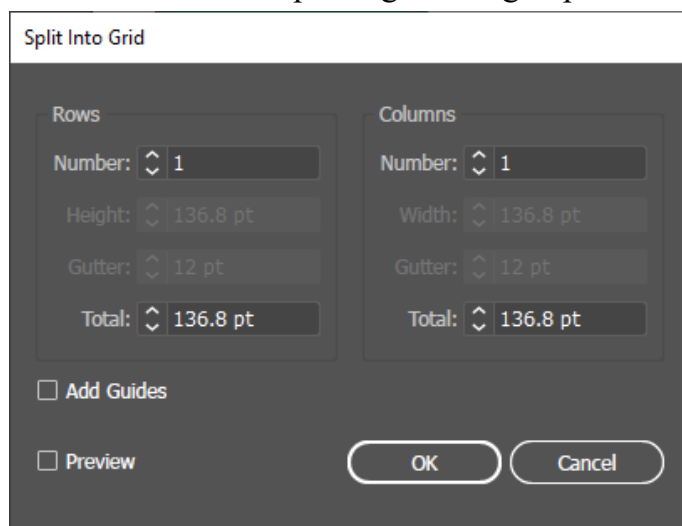 Split Into Grid
Rows
Columns
Number: 1
Number: 1
Height: 136.8 pt
Width: 136.8 pt
Gutter: 12 pt
Gutter: 12 pt
Total: 136.8 pt
Total: 136.8 pt
Add Guides
Preview
OK
Cancel